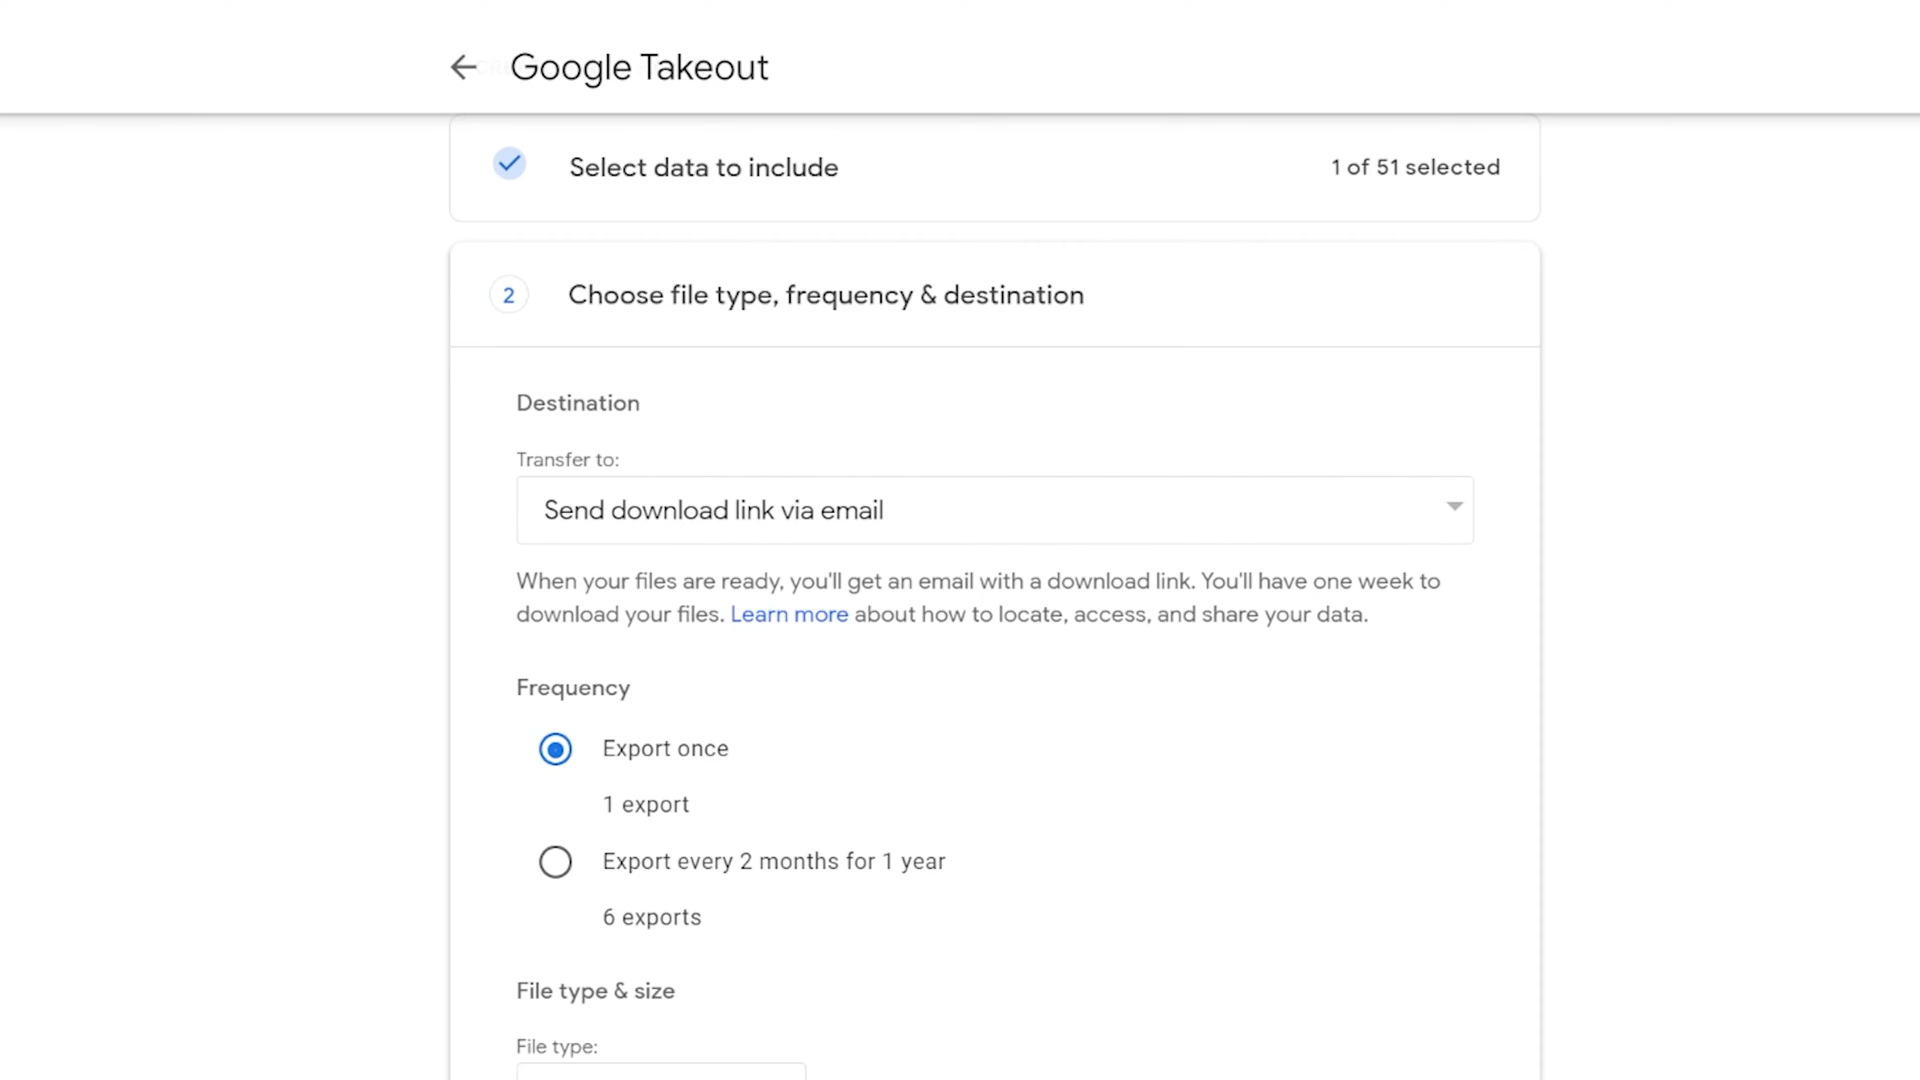 Google Takeout
Select data to include
1 of 51 selected
2
Choose file type, frequency & destination
Destination
Transfer to:
Send download link via email
When your files are ready, you'll get an email with a download link. You'll have one week to
download your files. Learn more about how to locate, access, and share your data.
Frequency
Export once
1 export
Export every 2 months for 1 year
6 exports
File type & size
File type: